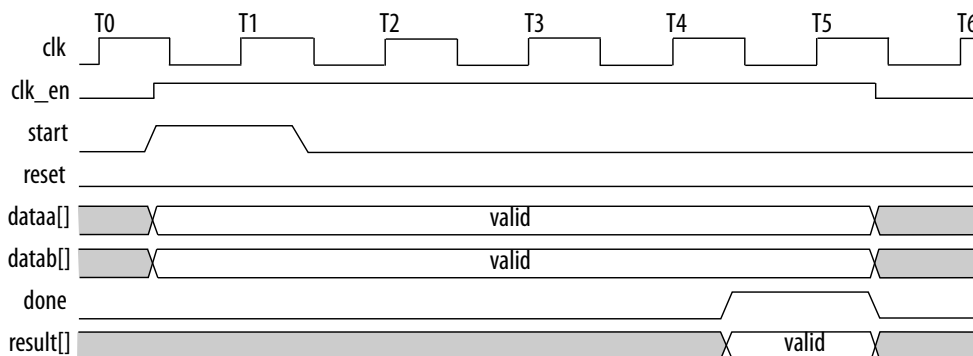 T0 T1 T2 T3 T4 T5 T6
clk
clk_en
start
reset
dataa[] valid
datab[] valid
done
result[] valid